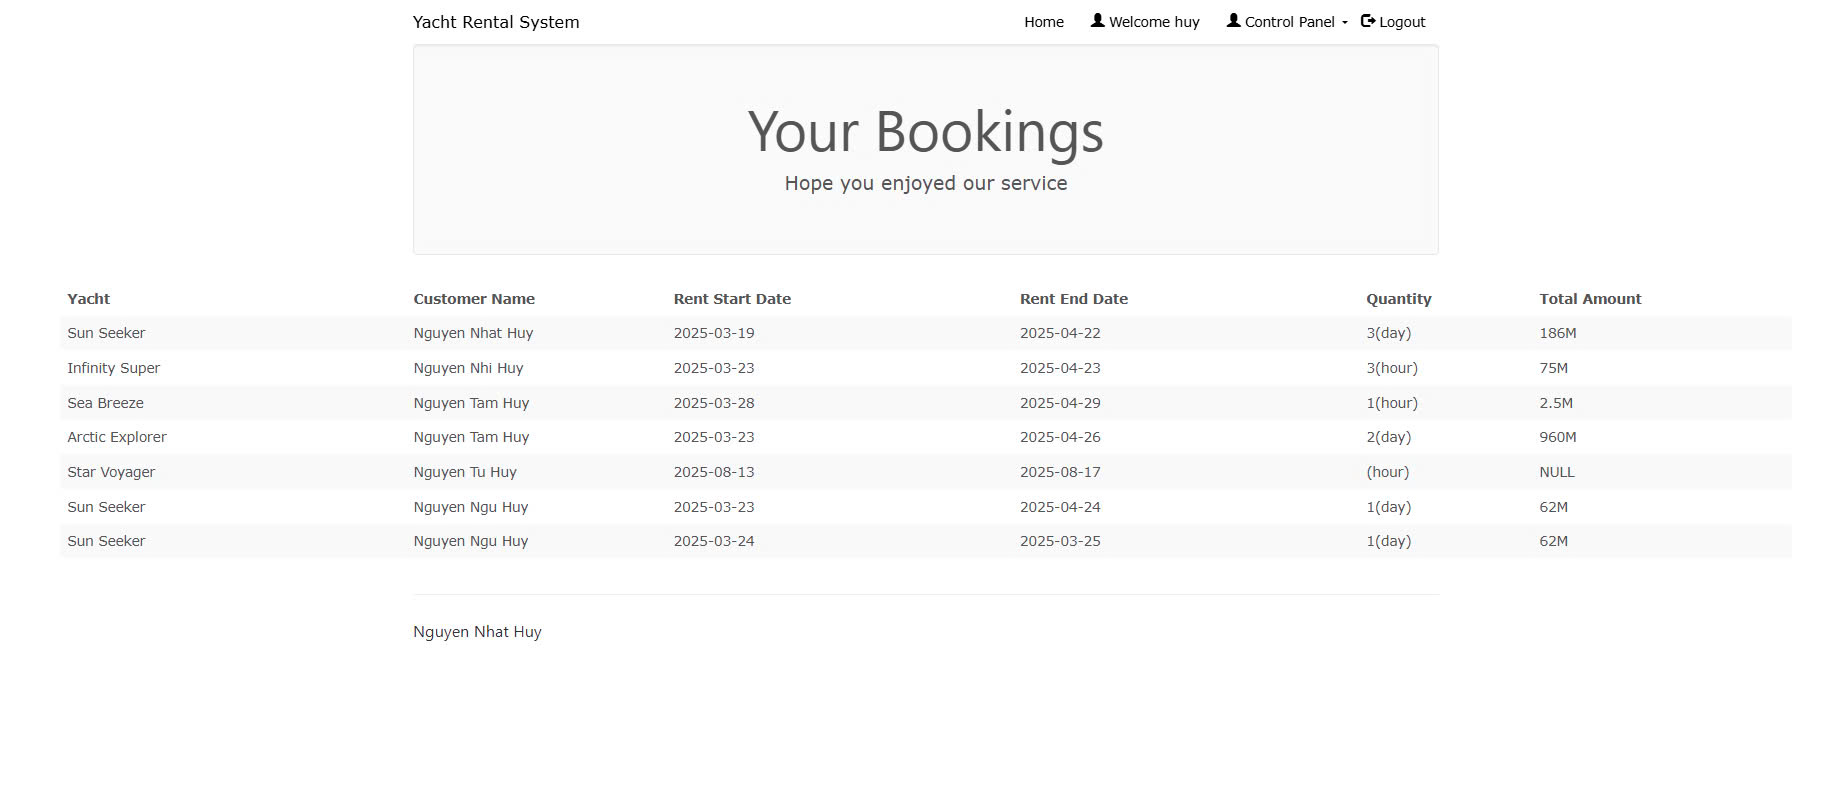 Yacht Rental System Home Welcome huy Control Panel Logout
Your Bookings
Hope you enjoyed our service
Yacht Customer Name Rent Start Date Rent End Date Quantity Total Amount
Sun Seeker Nguyen Nhat Huy 2025-03-19 2025-04-22 3(day) 186M
Infinity Super Nguyen Nhi Huy 2025-03-23 2025-04-23 3(hour) 75M
Sea Breeze Nguyen Tam Huy 2025-03-28 2025-04-29 1(hour) 2.5M
Arctic Explorer Nguyen Tam Huy 2025-03-23 2025-04-26 2(day) 960M
Star Voyager Nguyen Tu Huy 2025-08-13 2025-08-17 (hour) NULL
Sun Seeker Nguyen Ngu Huy 2025-03-23 2025-04-24 1(day) 62M
Sun Seeker Nguyen Ngu Huy 2025-03-24 2025-03-25 1(day) 62M
Nguyen Nhat Huy